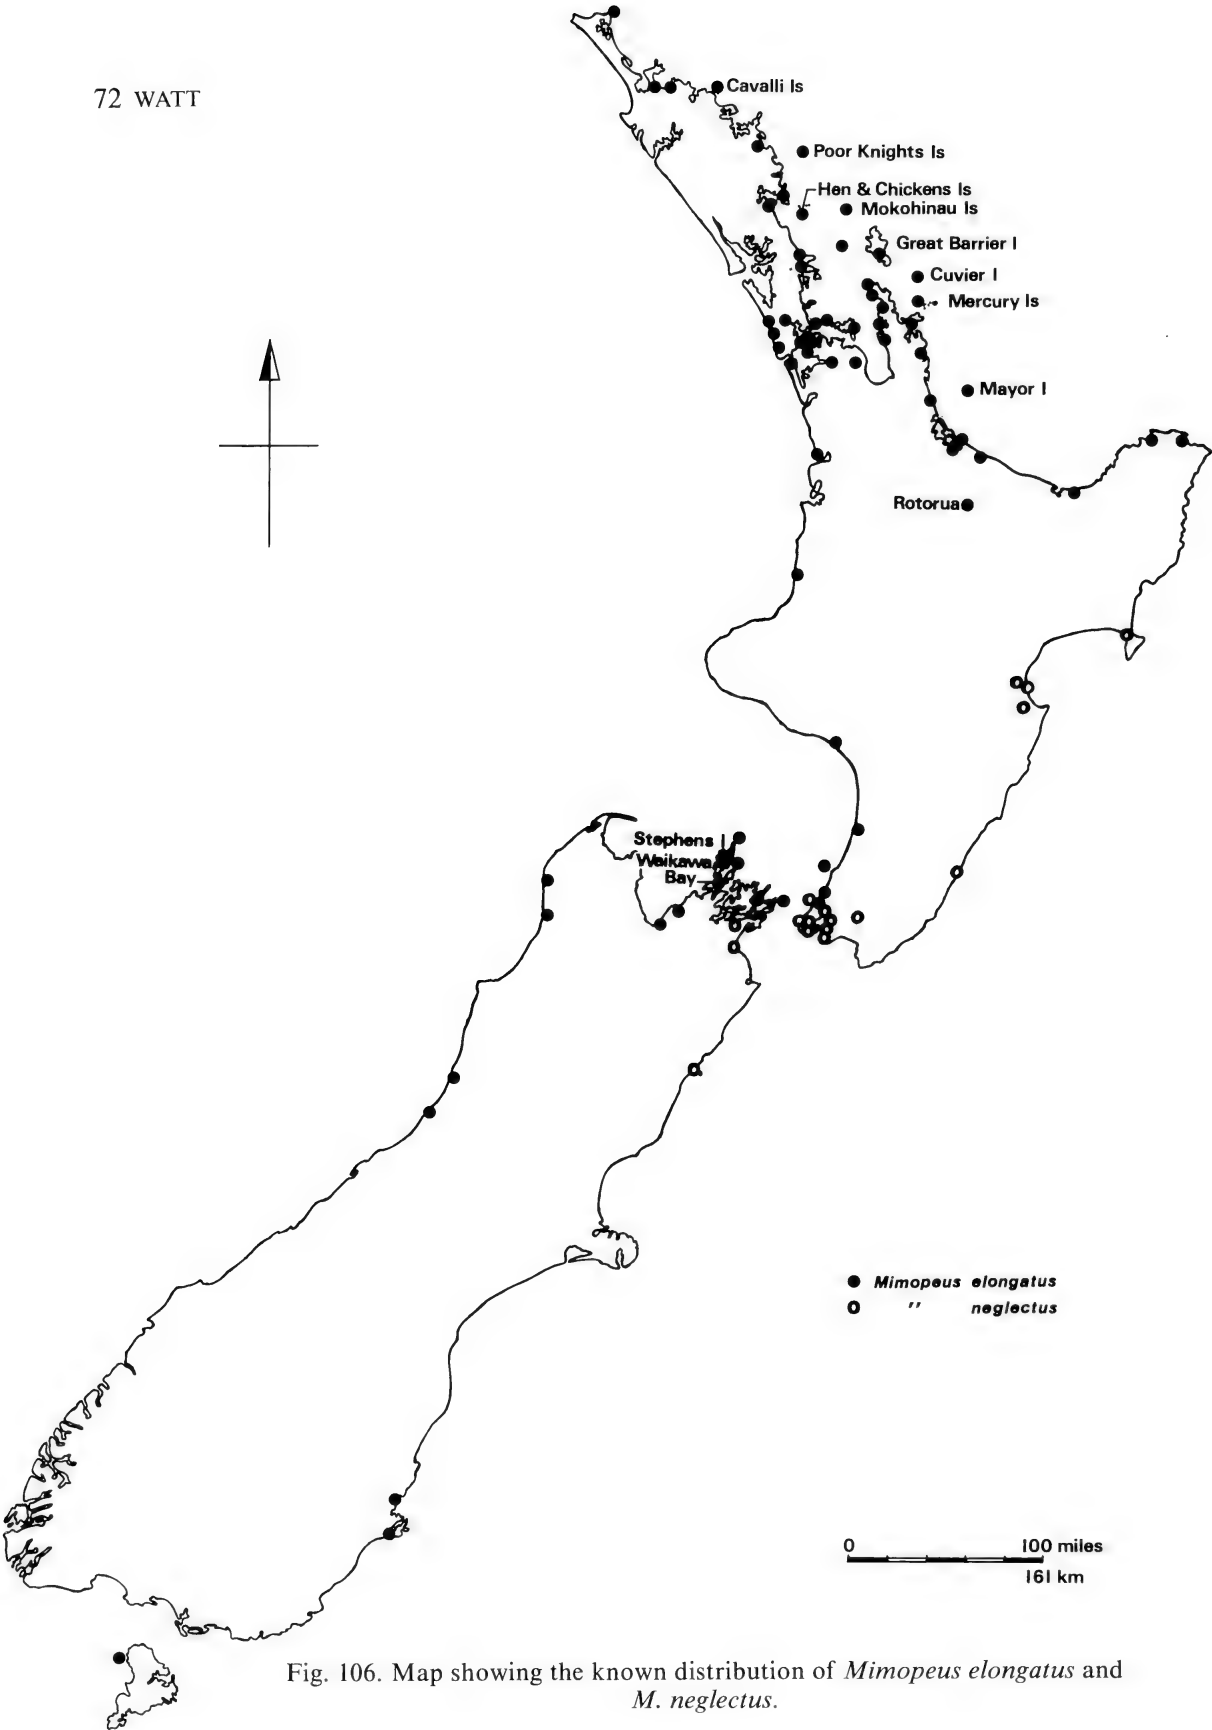 72 WATT
Cavalli Is
Poor Knights Is
Hen & Chickens Is
Mokohinau Is
Great Barrier I
Cuvier I
Mercury Is
Mayor I
Rotorua
Stephens I
Waikawa
Bay
Mimopeus elongatus
" neglectus
0 100 miles
161 km
Fig. 106. Map showing the known distribution of Mimopeus elongatus and
M. neglectus.